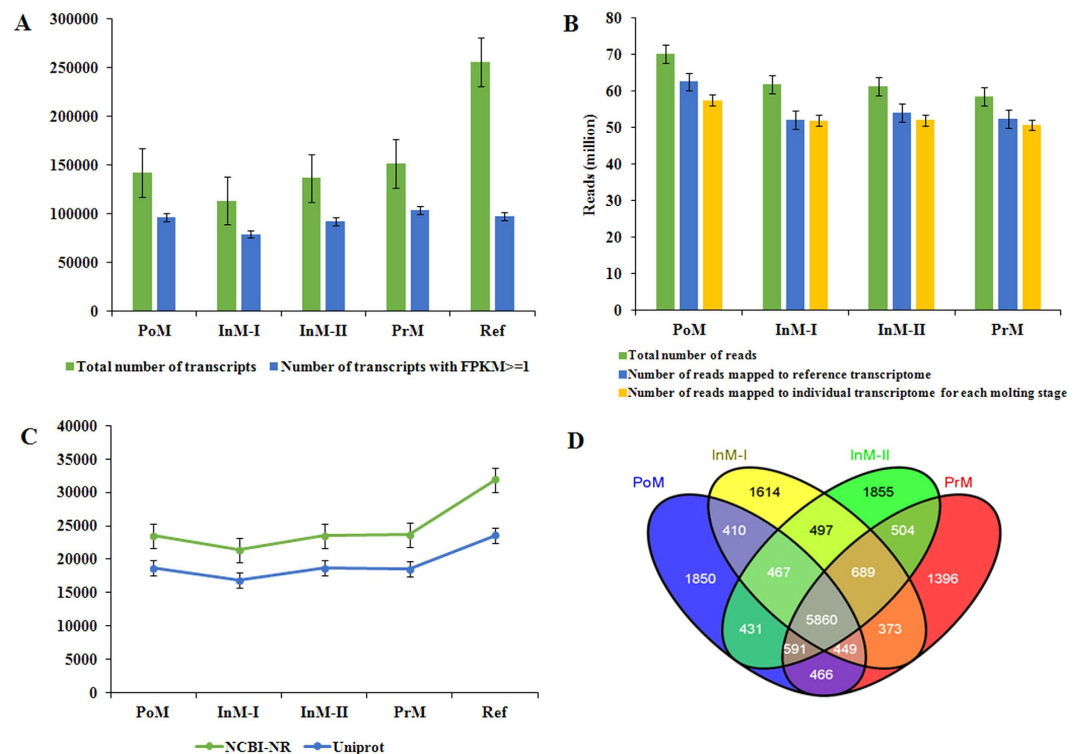 A
300000
250000
200000
150000
100000
50000
0
PoM InM-I InM-II PrM Ref
Total number of transcripts Number of transcripts with FPKM>=1
B
Reads (million)
80
70
60
50
40
30
20
10
0
PoM InM-I InM-II PrM
Total number of reads
Number of reads mapped to reference transcriptome
Number of reads mapped to individual transcriptome for each molting stage
C
40000
35000
30000
25000
20000
15000
10000
5000
0
PoM InM-I InM-II PrM Ref
NCBI-NR Uniprot
D
InM-I InM-II
PoM PrM
1614 1855
410 497 504
1850 467 689 1396
5860
431 373
591 449
466